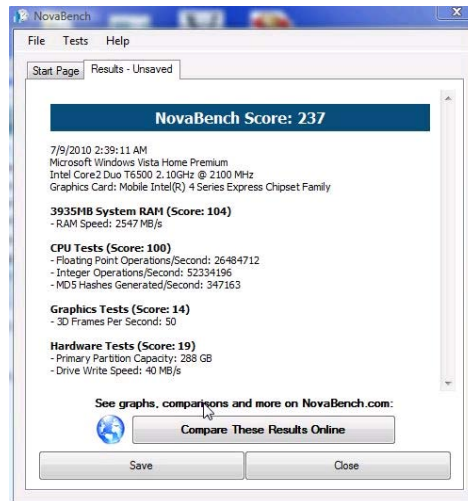 NovaBench
File Tests Help
Start Page Results - Unsaved
NovaBench Score: 237
7/9/2010 2:39:11 AM
Microsoft Windows Vista Home Premium
Intel Core2 Duo T6500 2.10GHz @ 2100 MHz
Graphics Card: Mobile Intel(R) 4 Series Express Chipset Family
3935MB System RAM (Score: 104)
- RAM Speed: 2547 MB/s
CPU Tests (Score: 100)
- Floating Point Operations/Second: 26484712
- Integer Operations/Second: 52334196
- MD5 Hashes Generated/Second: 347163
Graphics Tests (Score: 14)
- 3D Frames Per Second: 50
Hardware Tests (Score: 19)
- Primary Partition Capacity: 288 GB
- Drive Write Speed: 40 MB/s
See graphs, comparisons and more on NovaBench.com:
Compare These Results Online
Save Close